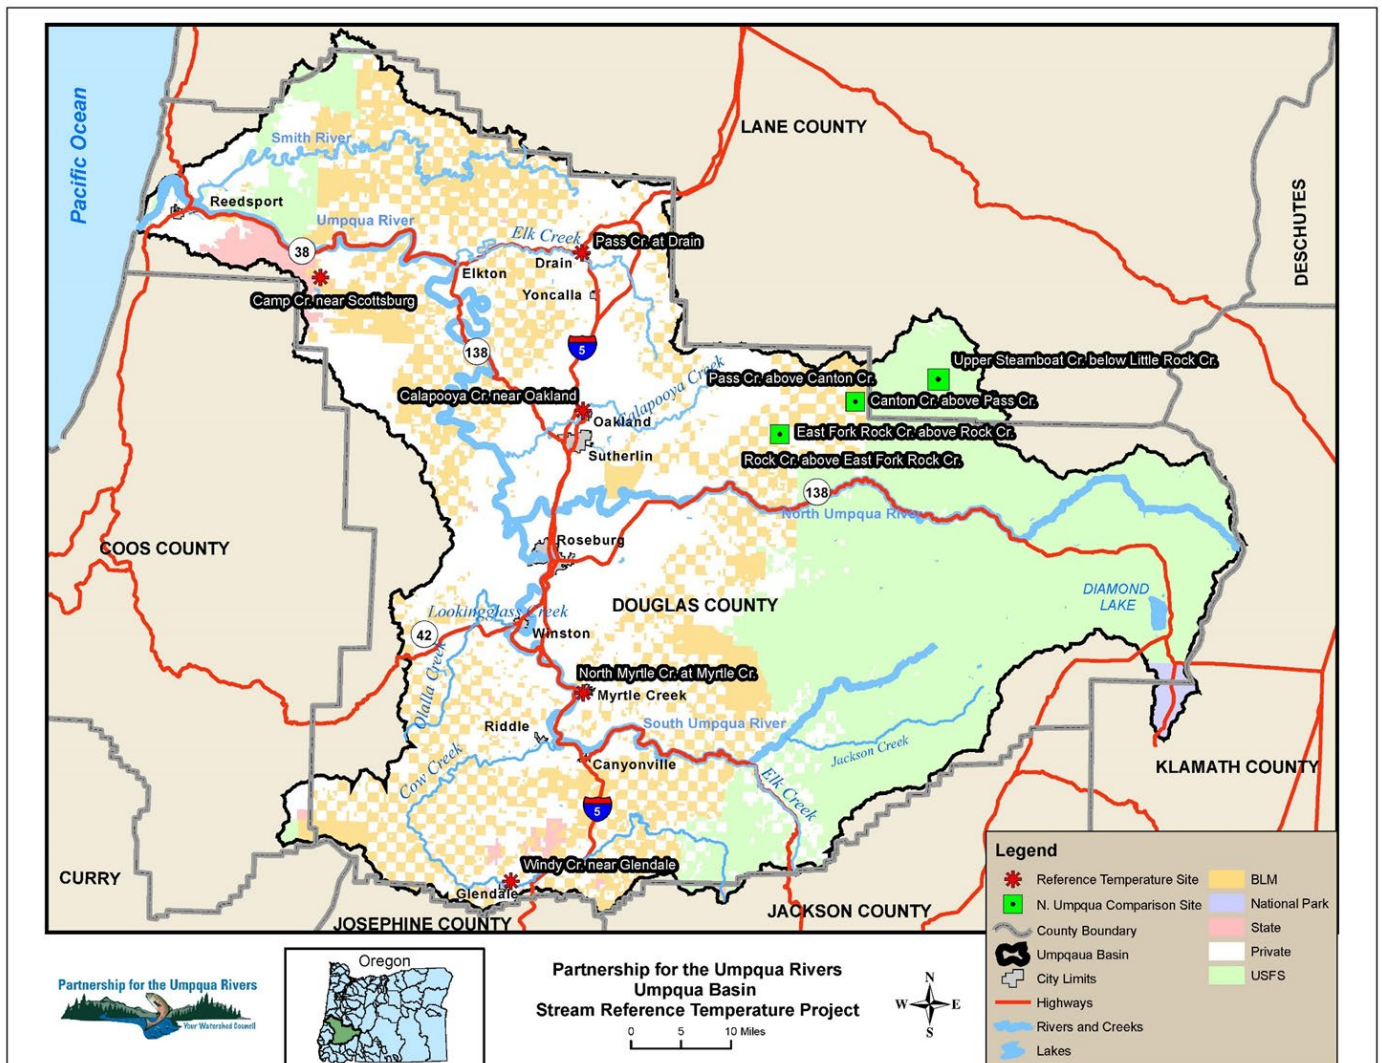 Pacific Ocean
LANE COUNTY
DESCHUTES
Smith River
Reedsport
Umpqua River
Elk Creek
Pass Cr. at Drain
38
Elkton
Drain
Camp Cr. near Scottsburg
Yoncalla
138
5
Upper Steamboat Cr. below Little Rock Cr.
Pass Cr. above Canton Cr.
Calapooya Cr. near Oakland
Calapooya Creek
Canton Cr. above Pass Cr.
Oakland
East Fork Rock Cr. above Rock Cr.
Sutherlin
Rock Cr. above East Fork Rock Cr.
138
North Umpqua River
COOS COUNTY
Roseburg
DIAMOND
LAKE
Lookingglass Creek
DOUGLAS COUNTY
42
Winston
Olalla Creek
North Myrtle Cr. at Myrtle Cr.
Myrtle Creek
Riddle
South Umpqua River
Jackson Creek
Cow Creek
Canyonville
Elk Creek
KLAMATH COUNTY
5
CURRY
Windy Cr. near Glendale
Glendale
JOSEPHINE COUNTY
JACKSON COUNTY
Legend
Reference Temperature Site
N. Umpqua Comparison Site
County Boundary
Umpqaua Basin
City Limits
Highways
Rivers and Creeks
Lakes
BLM
National Park
State
Private
USFS
Partnership for the Umpqua Rivers
Your Watershed Council
Oregon
Partnership for the Umpqua Rivers
Umpqua Basin
Stream Reference Temperature Project
0 5 10 Miles
N
W E
S